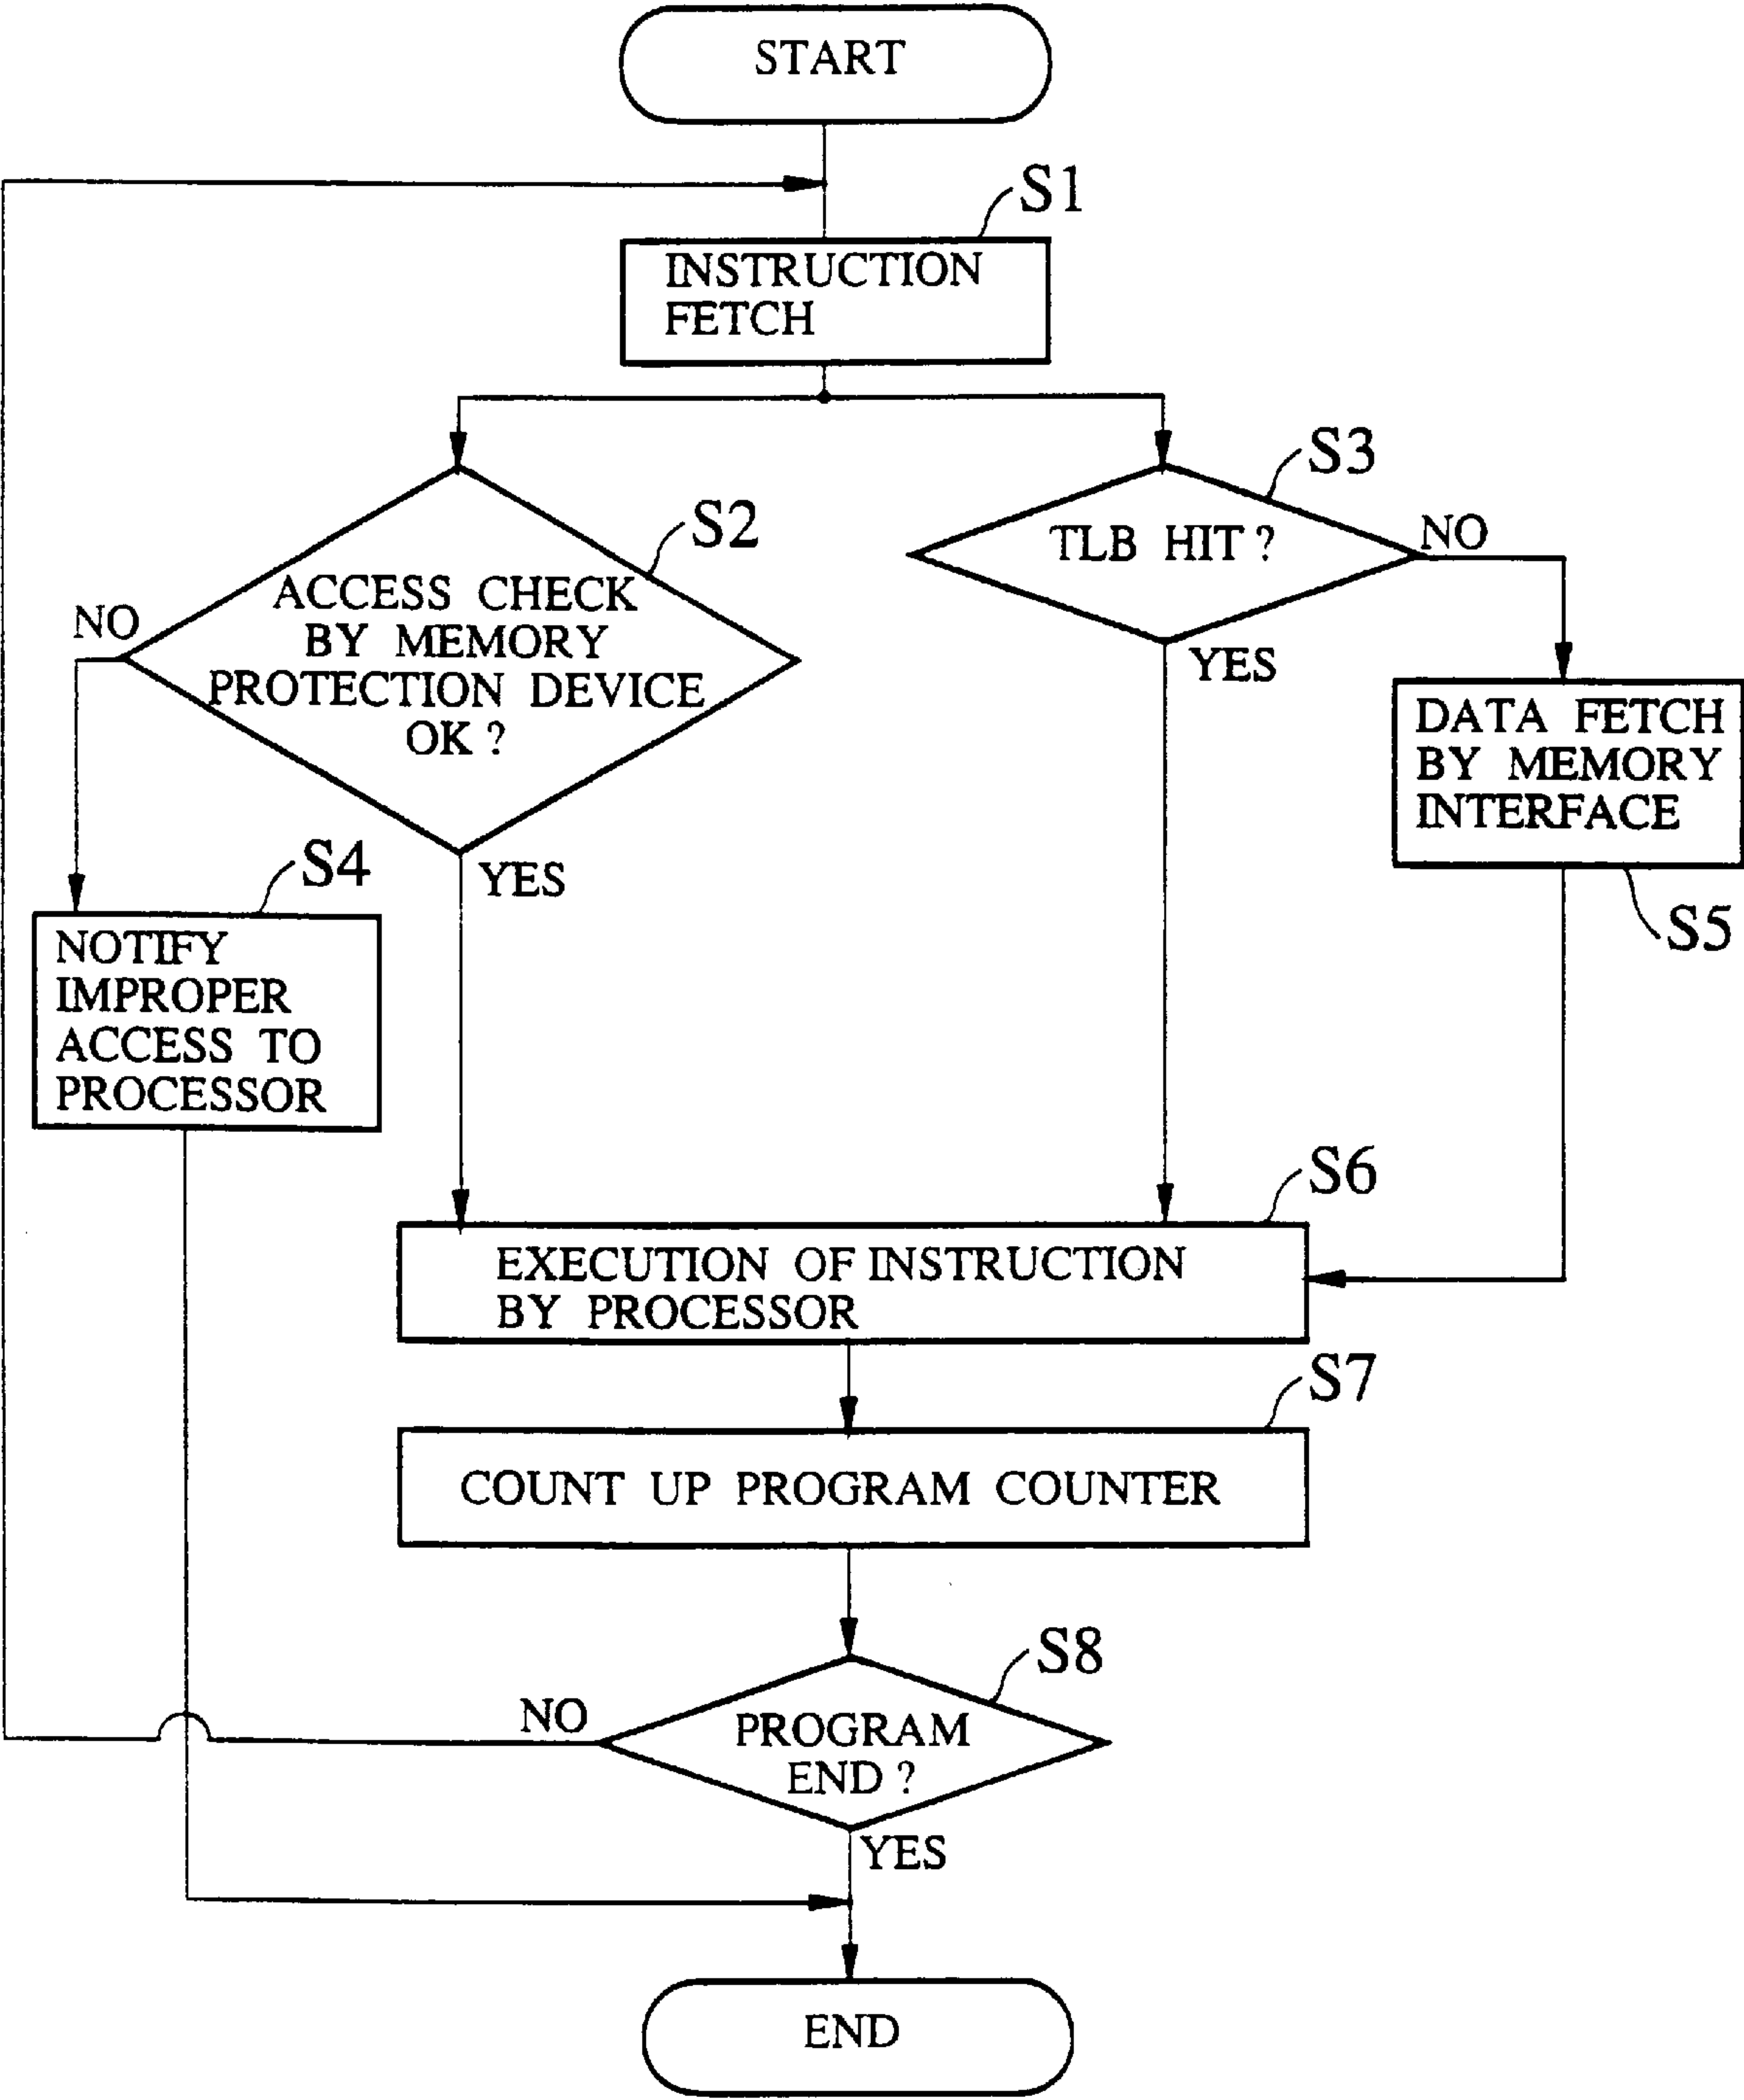 START
S1
INSTRUCTION
FETCH
S3
S2
TLB HIT ?
NO
ACCESS CHECK
BY MEMORY
PROTECTION DEVICE
OK ?
NO
YES
DATA FETCH
BY MEMORY
INTERFACE
S4
YES
S5
NOTIFY
IMPROPER
ACCESS TO
PROCESSOR
S6
EXECUTION OF INSTRUCTION
BY PROCESSOR
S7
COUNT UP PROGRAM COUNTER
S8
NO
PROGRAM
END ?
YES
END